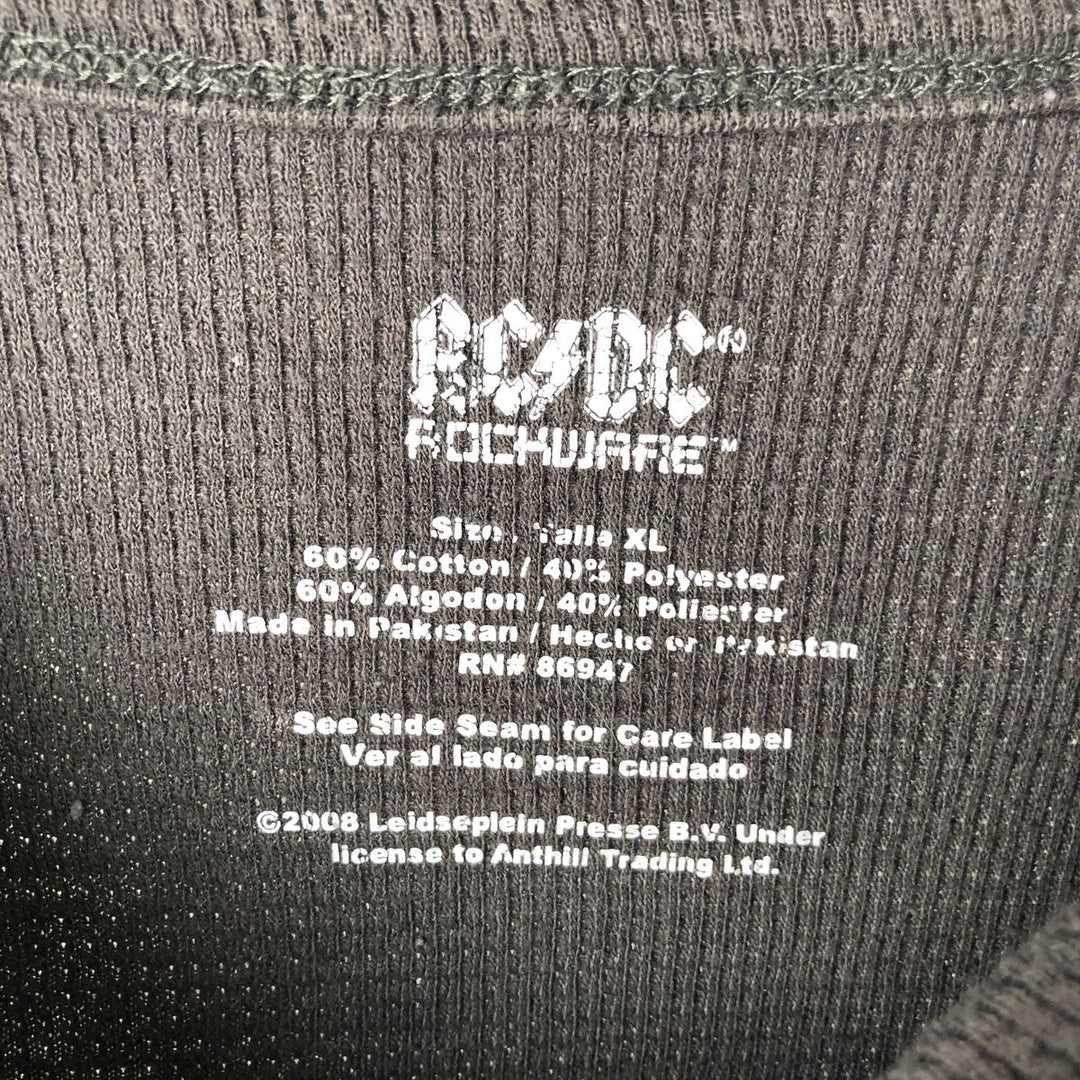 AC/DC®
ROCKWARE™
Size / Talla XL
60% Cotton / 40% Polyester
60% Algodon / 40% Poliester
Made in Pakistan / Hecho en Pakistan
RN# 86947
See Side Seam for Care Label
Ver al lado para cuidado
©2008 Leidseplein Presse B.V. Under
license to Anthill Trading Ltd.